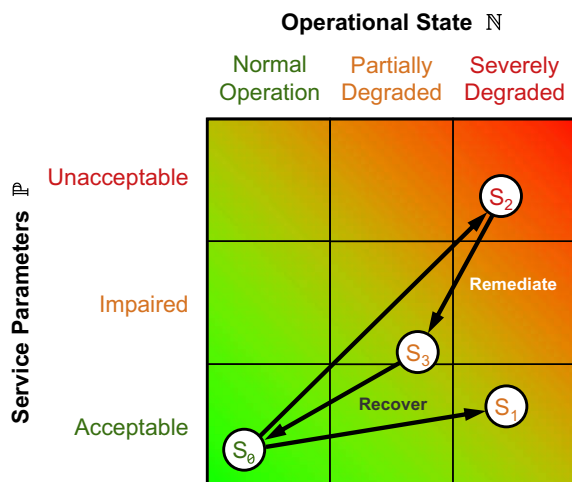 Operational State ℕ
Normal
Operation
Partially
Degraded
Severely
Degraded
Service Parameters ℙ
Unacceptable
Impaired
Acceptable
S₂
Remediate
S₃
Recover
S₁
S₀